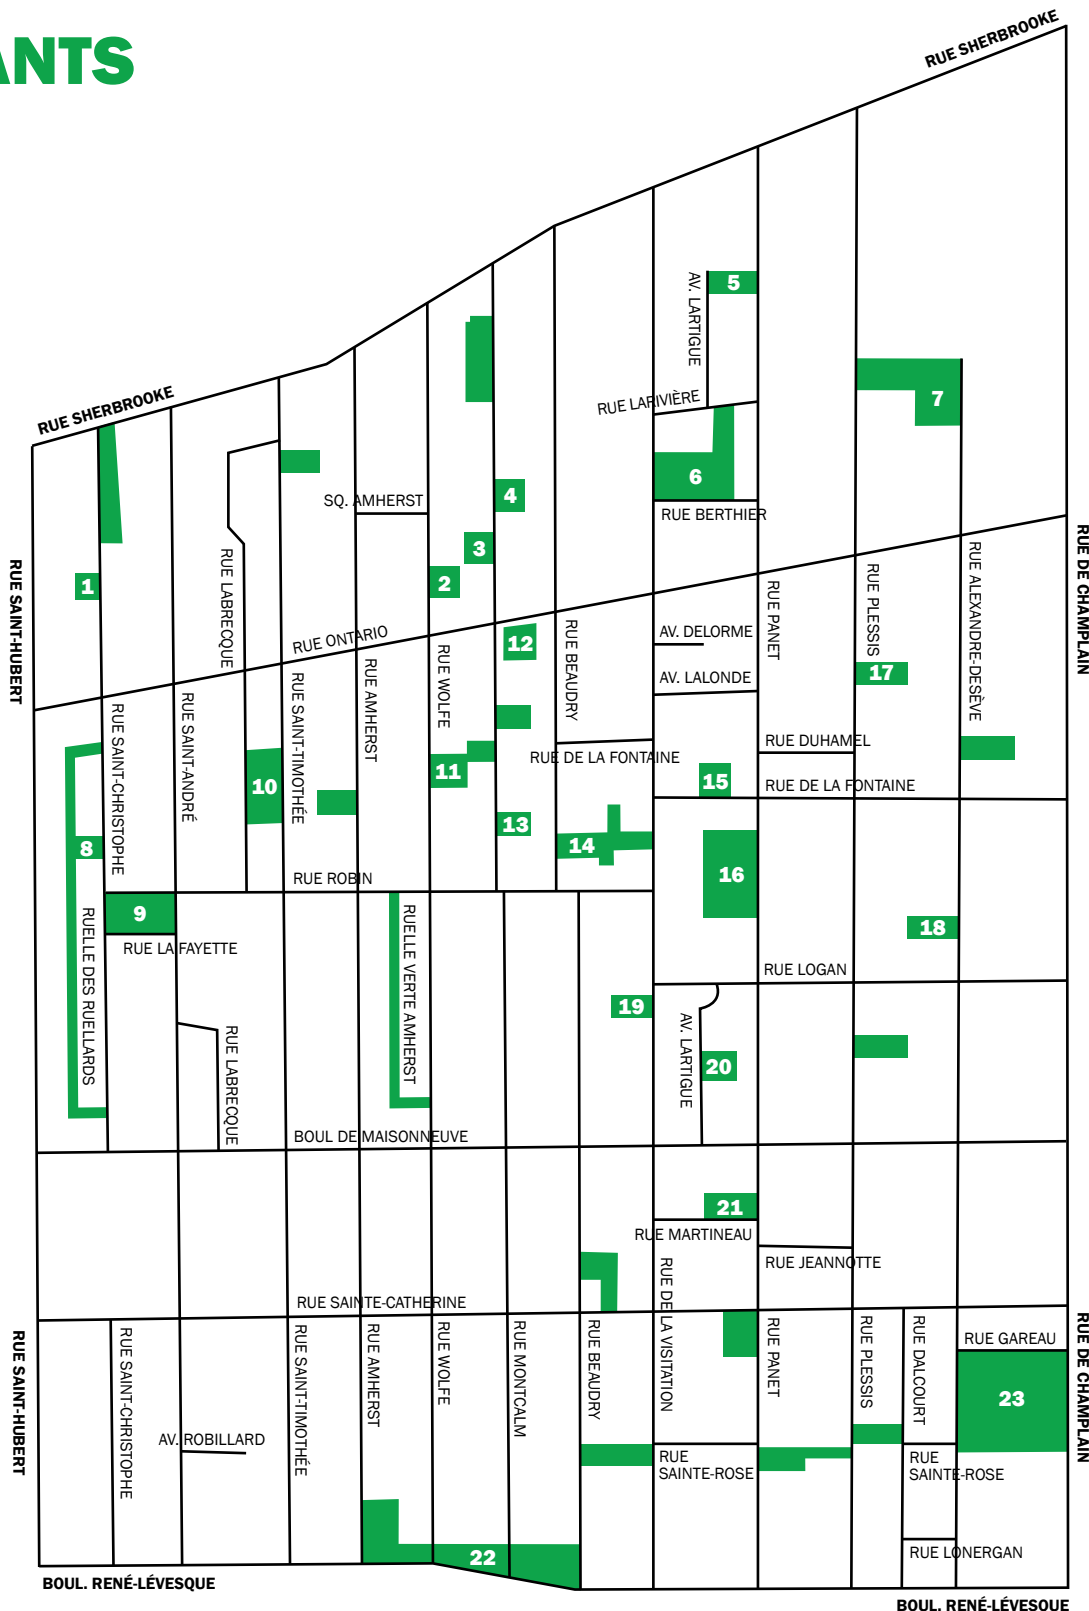 ANTS
RUE SHERBROOKE
AV. LARTIGUE
5
RUE SHERBROOKE
RUE LARIVIÈRE
7
6
SQ. AMHERST
4
RUE BERTHIER
3
1
2
RUE SAINT-HUBERT
RUE LABRECQUE
RUE ONTARIO
12
AV. DELORME
RUE PANET
RUE PLESSIS
RUE ALEXANDRE-DESÈVE
RUE DE CHAMPLAIN
RUE SAINT-CHRISTOPHE
RUE SAINT-ANDRÉ
RUE SAINT-TIMOTHÉE
RUE AMHERST
RUE WOLFE
RUE BEAUDRY
AV. LALONDE
17
RUE DUHAMEL
RUE DE LA FONTAINE
11
10
15
RUE DE LA FONTAINE
13
8
14
16
RUE ROBIN
9
RUE LA FAYETTE
18
RUELLE DES RUELLARDS
RUELLE VERTE AMHERST
RUE LOGAN
19
RUE LABRECQUE
AV. LARTIGUE
20
BOUL DE MAISONNEUVE
21
RUE MARTINEAU
RUE JEANNOTTE
RUE DE LA VISITATION
RUE SAINTE-CATHERINE
RUE SAINT-HUBERT
RUE SAINT-CHRISTOPHE
RUE SAINT-TIMOTHÉE
RUE AMHERST
RUE WOLFE
RUE MONTCALM
RUE BEAUDRY
RUE PANET
RUE PLESSIS
RUE DALCOURT
RUE GAREAU
RUE DE CHAMPLAIN
23
AV. ROBILLARD
RUE
SAINTE-ROSE
RUE
SAINTE-ROSE
22
RUE LONERGAN
BOUL. RENÉ-LÉVESQUE
BOUL. RENÉ-LÉVESQUE